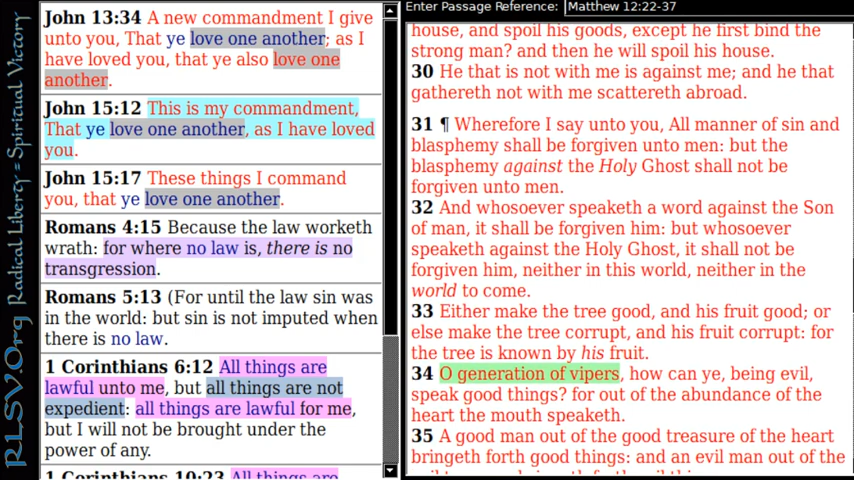 RLSV.Org Radical Liberty = Spiritual Victory
John 13:34 A new commandment I give
unto you, That ye love one another; as I
have loved you, that ye also love one
another.
John 15:12 This is my commandment,
That ye love one another, as I have loved
you.
John 15:17 These things I command
you, that ye love one another.
Romans 4:15 Because the law worketh
wrath: for where no law is, there is no
transgression.
Romans 5:13 (For until the law sin was
in the world: but sin is not imputed when
there is no law.
1 Corinthians 6:12 All things are
lawful unto me, but all things are not
expedient: all things are lawful for me,
but I will not be brought under the
power of any.
1 Corinthians 10:23 All things are
Enter Passage Reference: Matthew 12:22-37
house, and spoil his goods, except he first bind the
strong man? and then he will spoil his house.
30 He that is not with me is against me; and he that
gathereth not with me scattereth abroad.
31 ¶ Wherefore I say unto you, All manner of sin and
blasphemy shall be forgiven unto men: but the
blasphemy against the Holy Ghost shall not be
forgiven unto men.
32 And whosoever speaketh a word against the Son
of man, it shall be forgiven him: but whosoever
speaketh against the Holy Ghost, it shall not be
forgiven him, neither in this world, neither in the
world to come.
33 Either make the tree good, and his fruit good; or
else make the tree corrupt, and his fruit corrupt: for
the tree is known by his fruit.
34 O generation of vipers, how can ye, being evil,
speak good things? for out of the abundance of the
heart the mouth speaketh.
35 A good man out of the good treasure of the heart
bringeth forth good things: and an evil man out of the